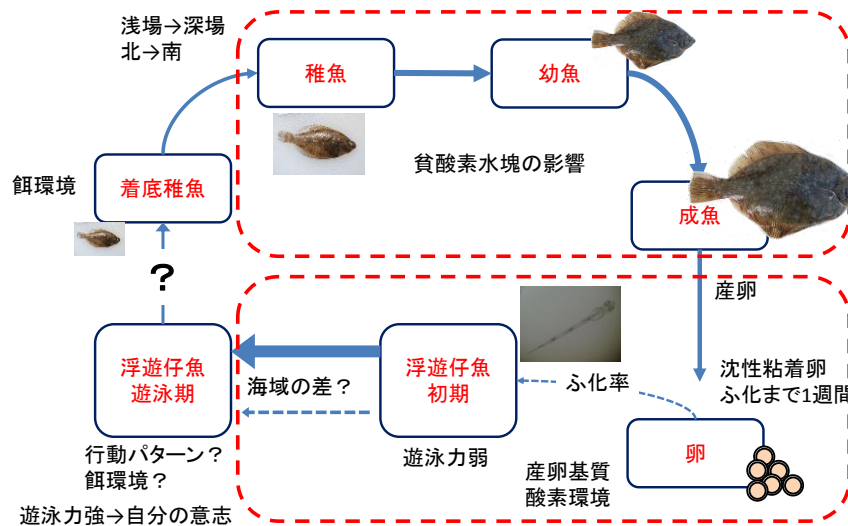 浅場→深場
北→南
稚魚
幼魚
貧酸素水塊の影響
餌環境
着底稚魚
成魚
?
産卵
浮遊仔魚
遊泳期
海域の差？
浮遊仔魚
初期
ふ化率
沈性粘着卵
ふ化まで1週間
卵
行動パターン？
餌環境？
遊泳力弱
産卵基質
酸素環境
遊泳力強→自分の意志